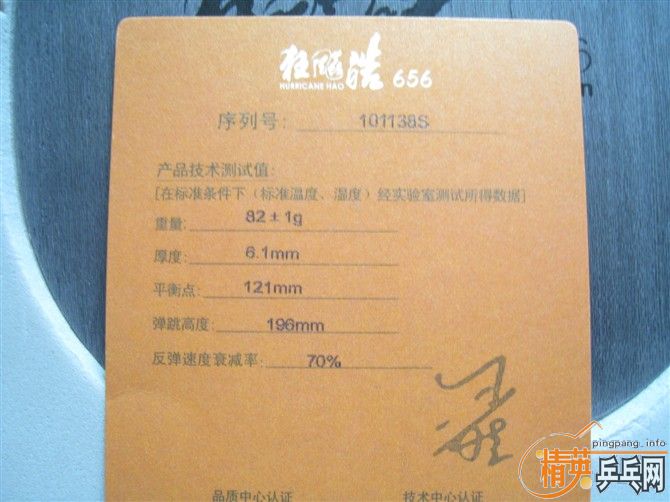 狂飚皓 656
HURRICANE HAO
序列号: 101138S
产品技术测试值:
[在标准条件下（标准温度、湿度）经实验室测试所得数据]
重量: 82±1g
厚度: 6.1mm
平衡点: 121mm
弹跳高度: 196mm
反弹速度衰减率: 70%
品质中心认证 技术中心认证
pingpang_info
精英乒乓网